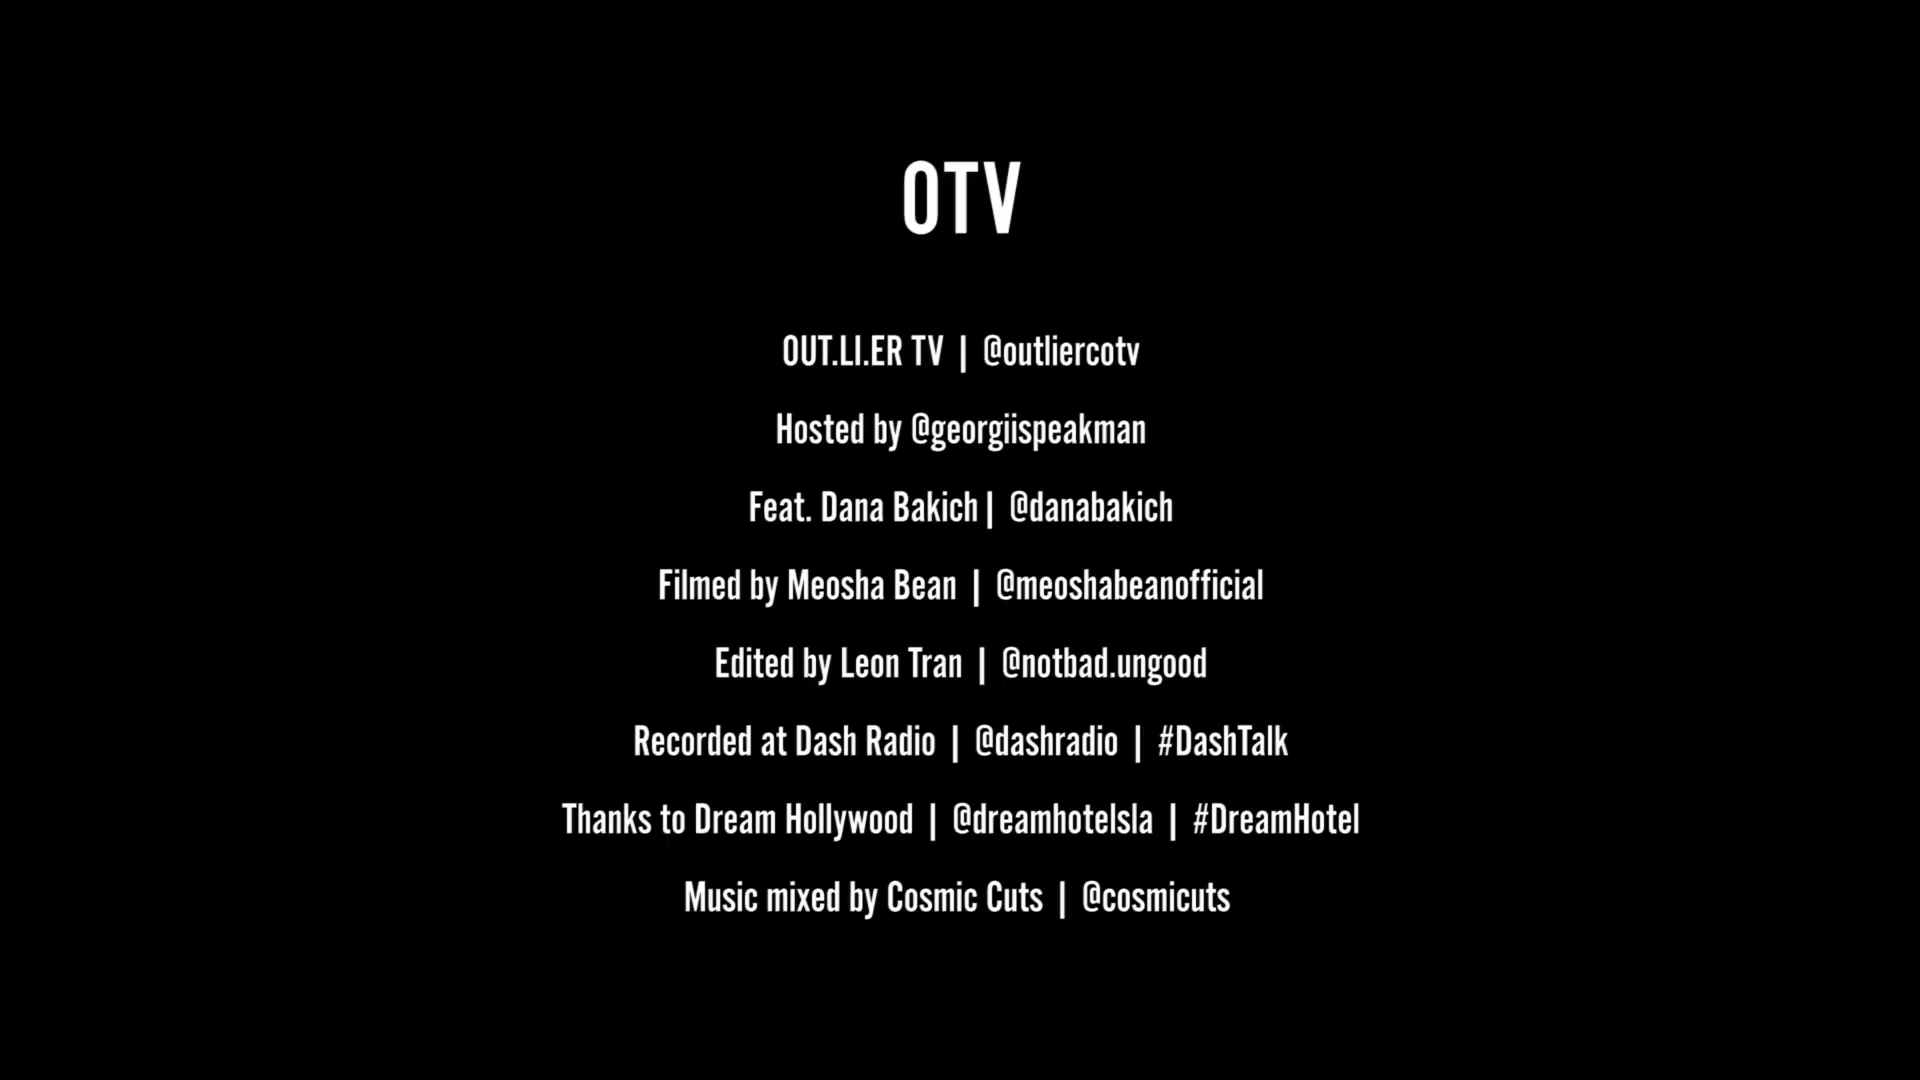 OTV
OUT.LI.ER TV | @outliercotv
Hosted by @georgiispeakman
Feat. Dana Bakich| @danabakich
Filmed by Meosha Bean | @meoshabeanofficial
Edited by Leon Tran | @notbad.ungood
Recorded at Dash Radio | @dashradio | #DashTalk
Thanks to Dream Hollywood | @dreamhotelsla | #DreamHotel
Music mixed by Cosmic Cuts | @cosmicuts